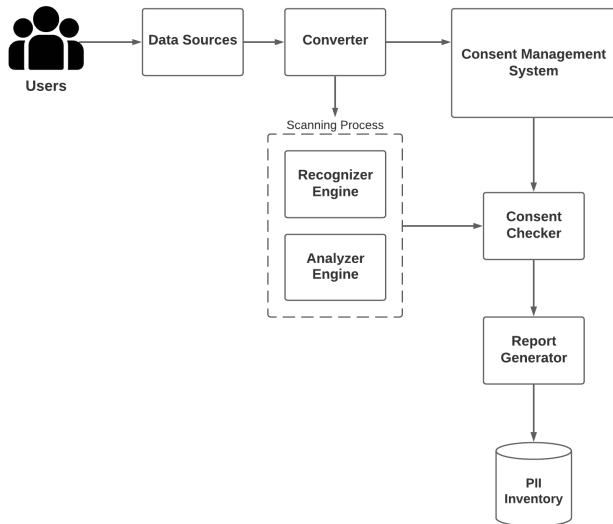 Users
Data Sources
Converter
Consent Management
System
Scanning Process
Recognizer
Engine
Analyzer
Engine
Consent
Checker
Report
Generator
PII
Inventory